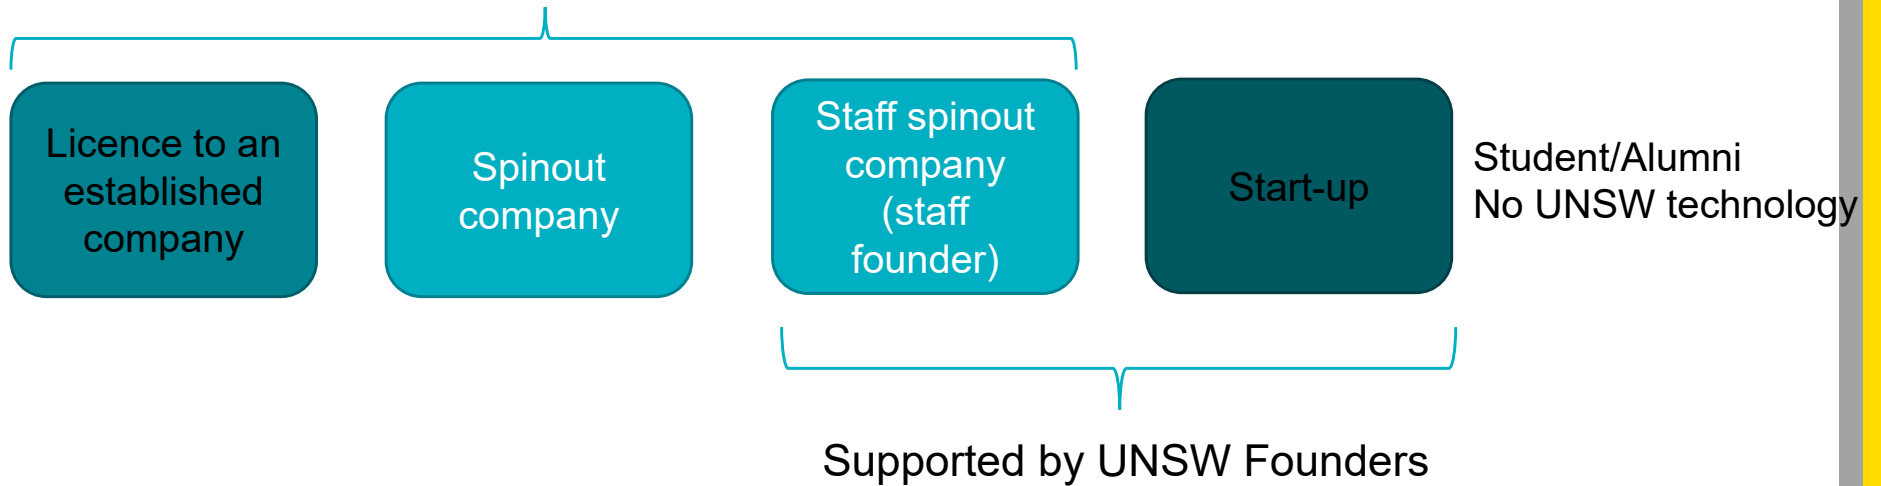 Licence to an
established
company
Spinout
company
Staff spinout
company
(staff
founder)
Start-up
Student/Alumni
No UNSW technology
Supported by UNSW Founders